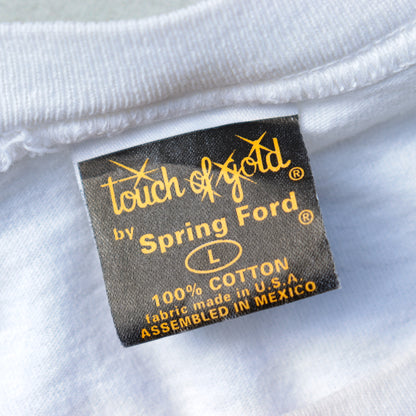 touch of gold®
by Spring Ford®
L
100% COTTON
fabric made in U.S.A.
ASSEMBLED IN MEXICO